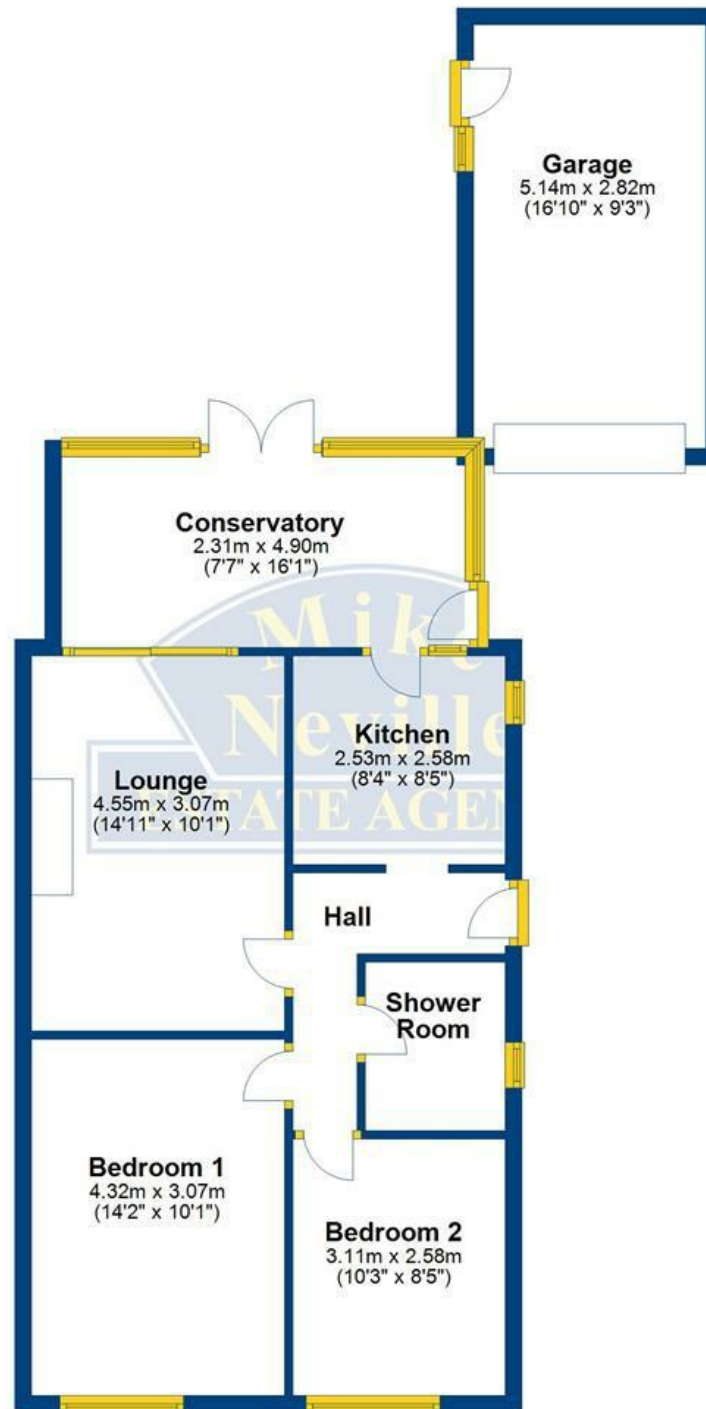 Garage
5.14m x 2.82m
(16'10" x 9'3")
Conservatory
2.31m x 4.90m
(7'7" x 16'1")
Mike
Neville
ESTATE AGEN
Kitchen
2.53m x 2.58m
(8'4" x 8'5")
Lounge
4.55m x 3.07m
(14'11" x 10'1")
Hall
Shower
Room
Bedroom 1
4.32m x 3.07m
(14'2" x 10'1")
Bedroom 2
3.11m x 2.58m
(10'3" x 8'5")